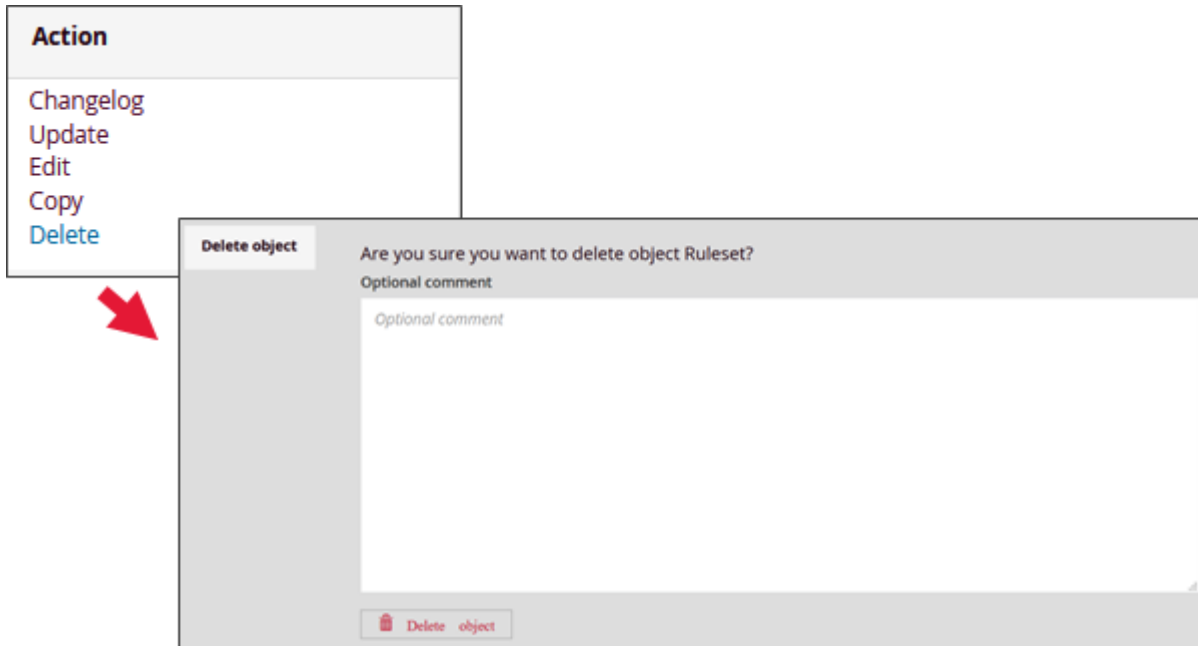 Action
Changelog
Update
Edit
Copy
Delete
Delete object
Are you sure you want to delete object Ruleset?
Optional comment
Optional comment
Delete object